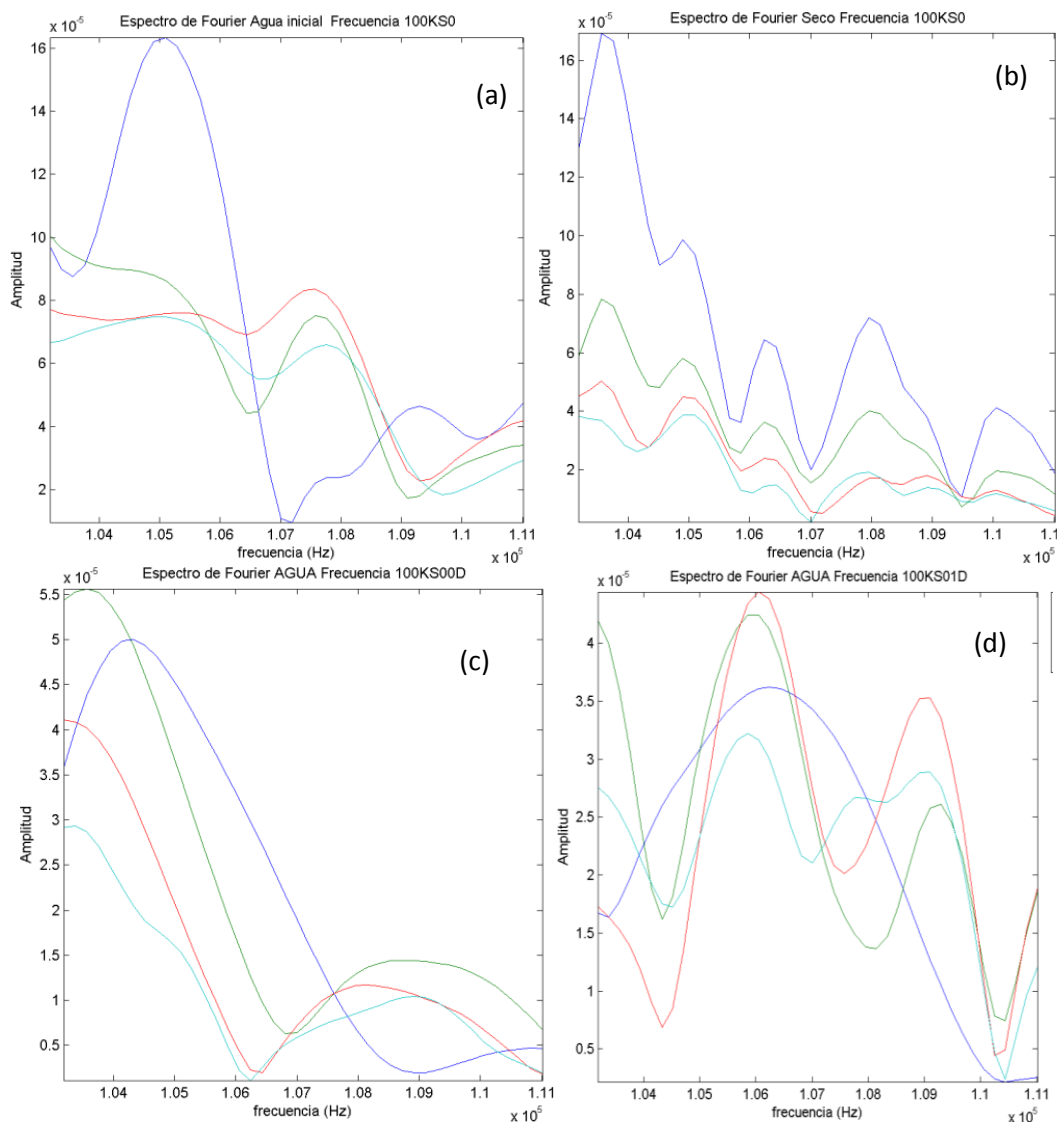 Espectro de Fourier Agua inicial Frecuencia 100KS0
x 10-5
(a)
16
14
12
10
8
6
4
2
Amplitud
1.04
1.05
1.06
1.07
1.08
1.09
1.1
1.11
frecuencia (Hz)
x 10 5
Espectro de Fourier Seco Frecuencia 100KS0
x 10-5
(b)
16
14
12
10
8
6
4
2
Amplitud
1.04
1.05
1.06
1.07
1.08
1.09
1.1
1.11
frecuencia (Hz)
x 10 5
Espectro de Fourier AGUA Frecuencia 100KS00D
x 10-5
(c)
5.5
5
4.5
4
3.5
3
2.5
2
1.5
1
0.5
Amplitud
1.04
1.05
1.06
1.07
1.08
1.09
1.1
1.11
frecuencia (Hz)
x 10 5
Espectro de Fourier AGUA Frecuencia 100KS01D
x 10-5
(d)
4
3.5
3
2.5
2
1.5
1
0.5
Amplitud
1.04
1.05
1.06
1.07
1.08
1.09
1.1
1.11
frecuencia (Hz)
x 10 5